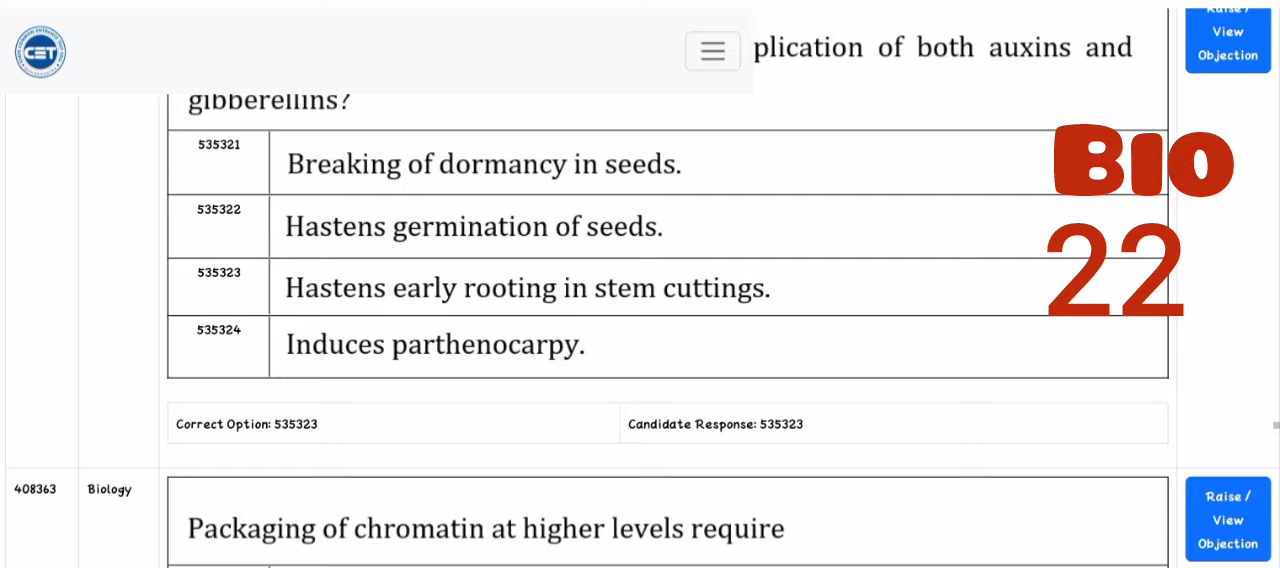 CET
plication of both auxins and
gibberellins?
Raise /
View
Objection
535321
Breaking of dormancy in seeds.
535322
Hastens germination of seeds.
535323
Hastens early rooting in stem cuttings.
535324
Induces parthenocarpy.
Bio
22
Correct Option: 535323
Candidate Response: 535323
408363
Biology
Packaging of chromatin at higher levels require
Raise /
View
Objection